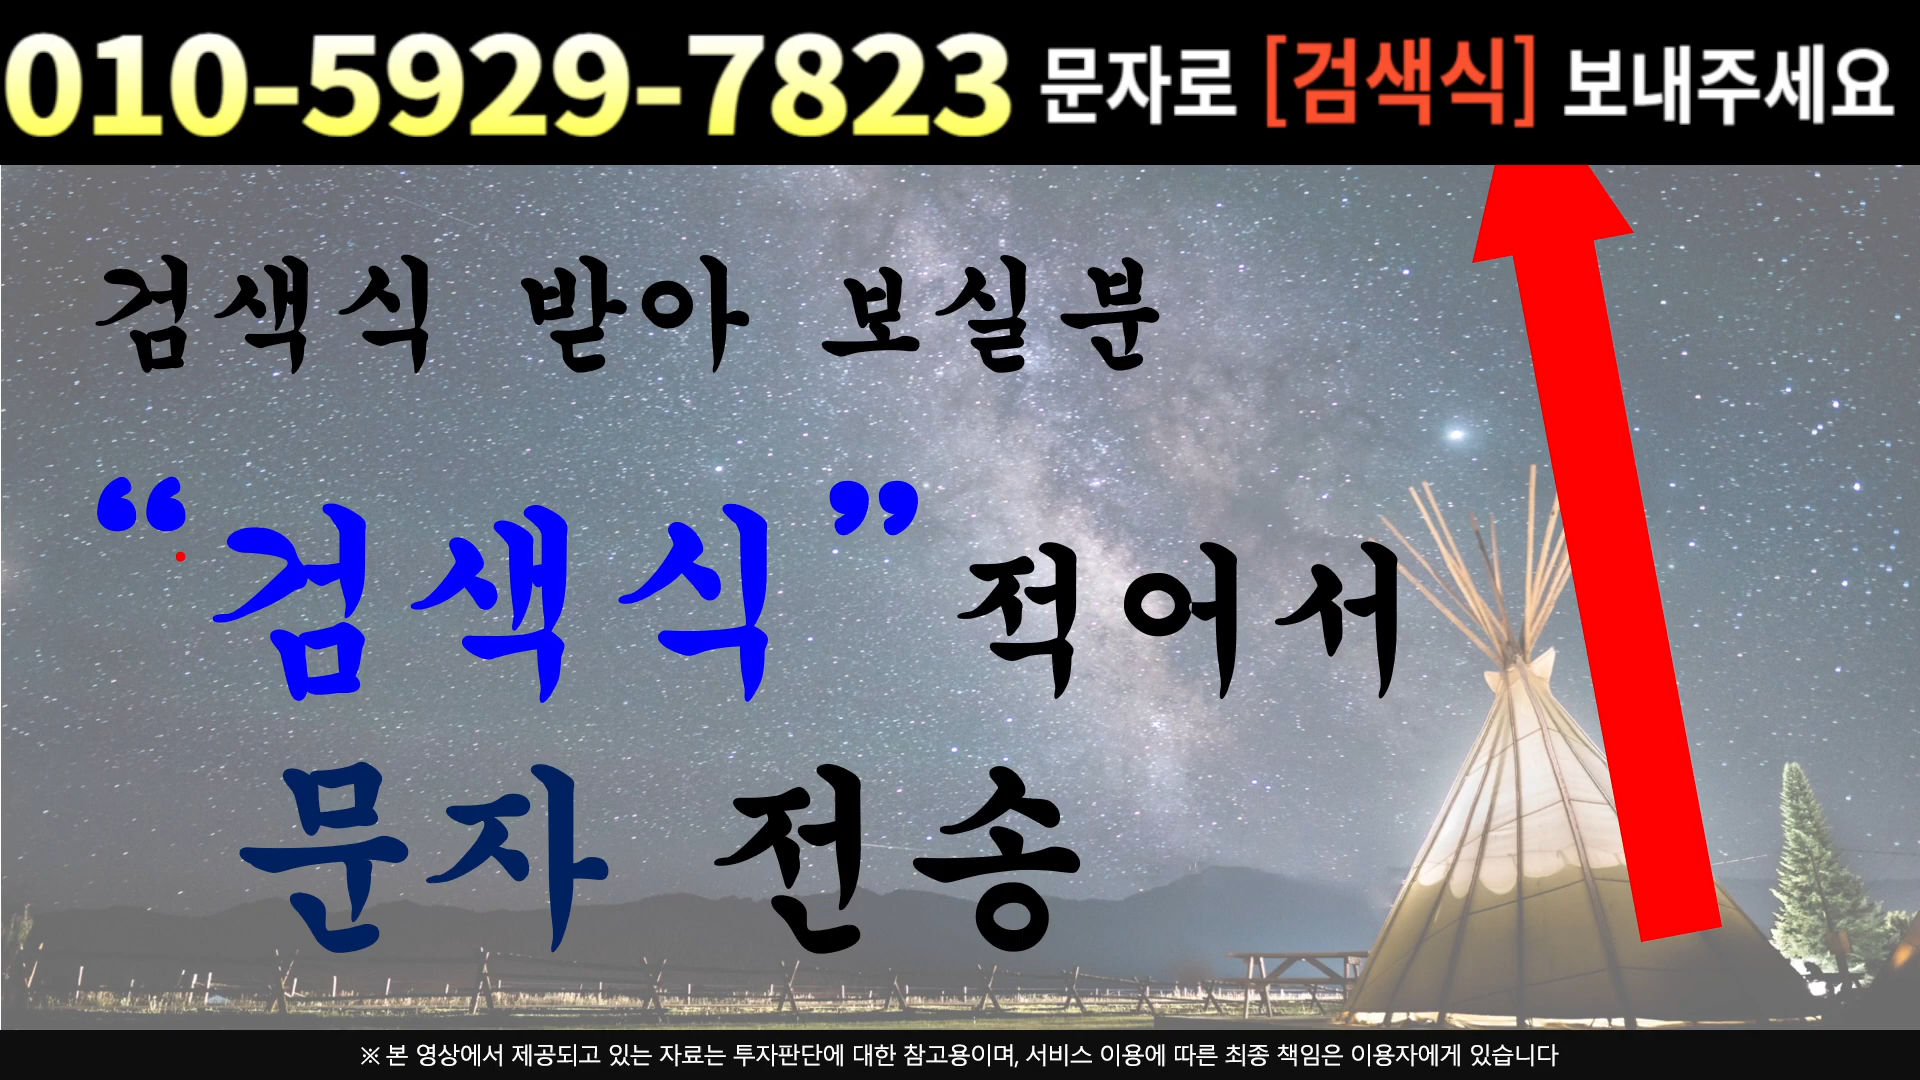 010-5929-7823 문자로 [검색식] 보내주세요
검색식 받아 보실분
“검색식” 적어서
문자 전송
※ 본 영상에서 제공되고 있는 자료는 투자판단에 대한 참고용이며, 서비스 이용에 따른 최종 책임은 이용자에게 있습니다